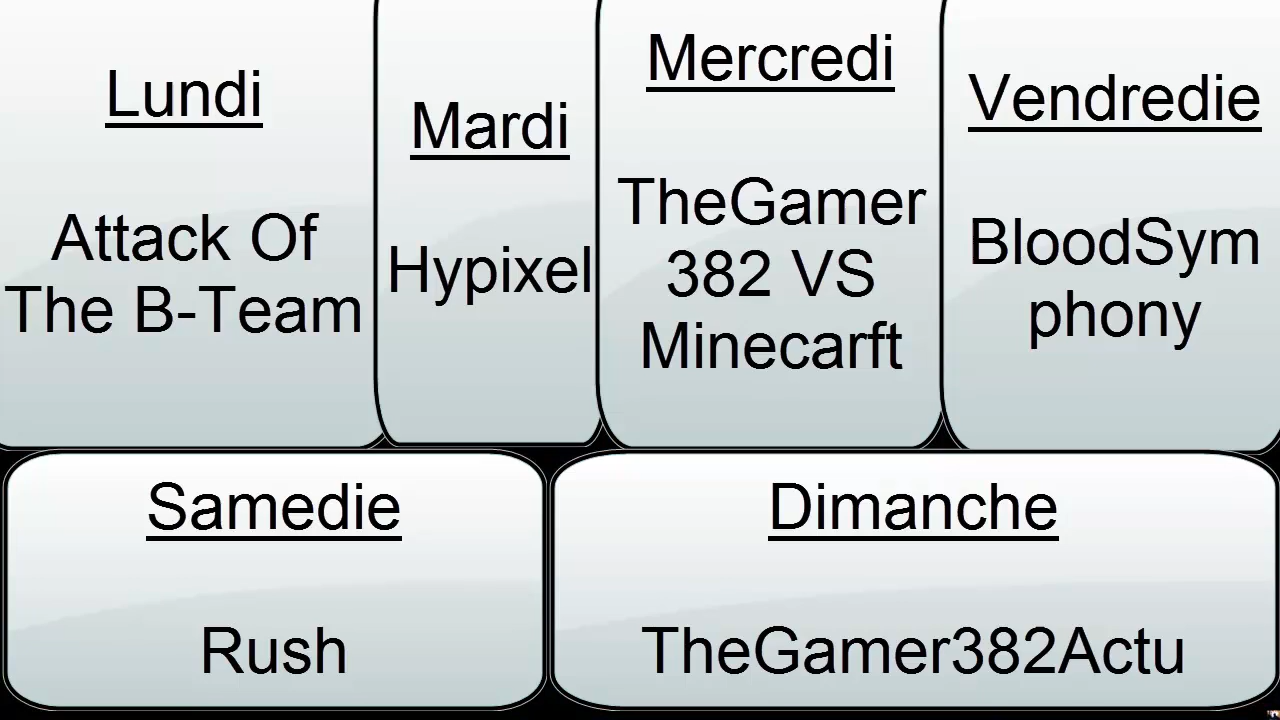 Lundi
Attack Of
The B-Team
Mardi
Hypixel
Mercredi
TheGamer
382 VS
Minecarft
Vendredie
BloodSym
phony
Samedie
Rush
Dimanche
TheGamer382Actu